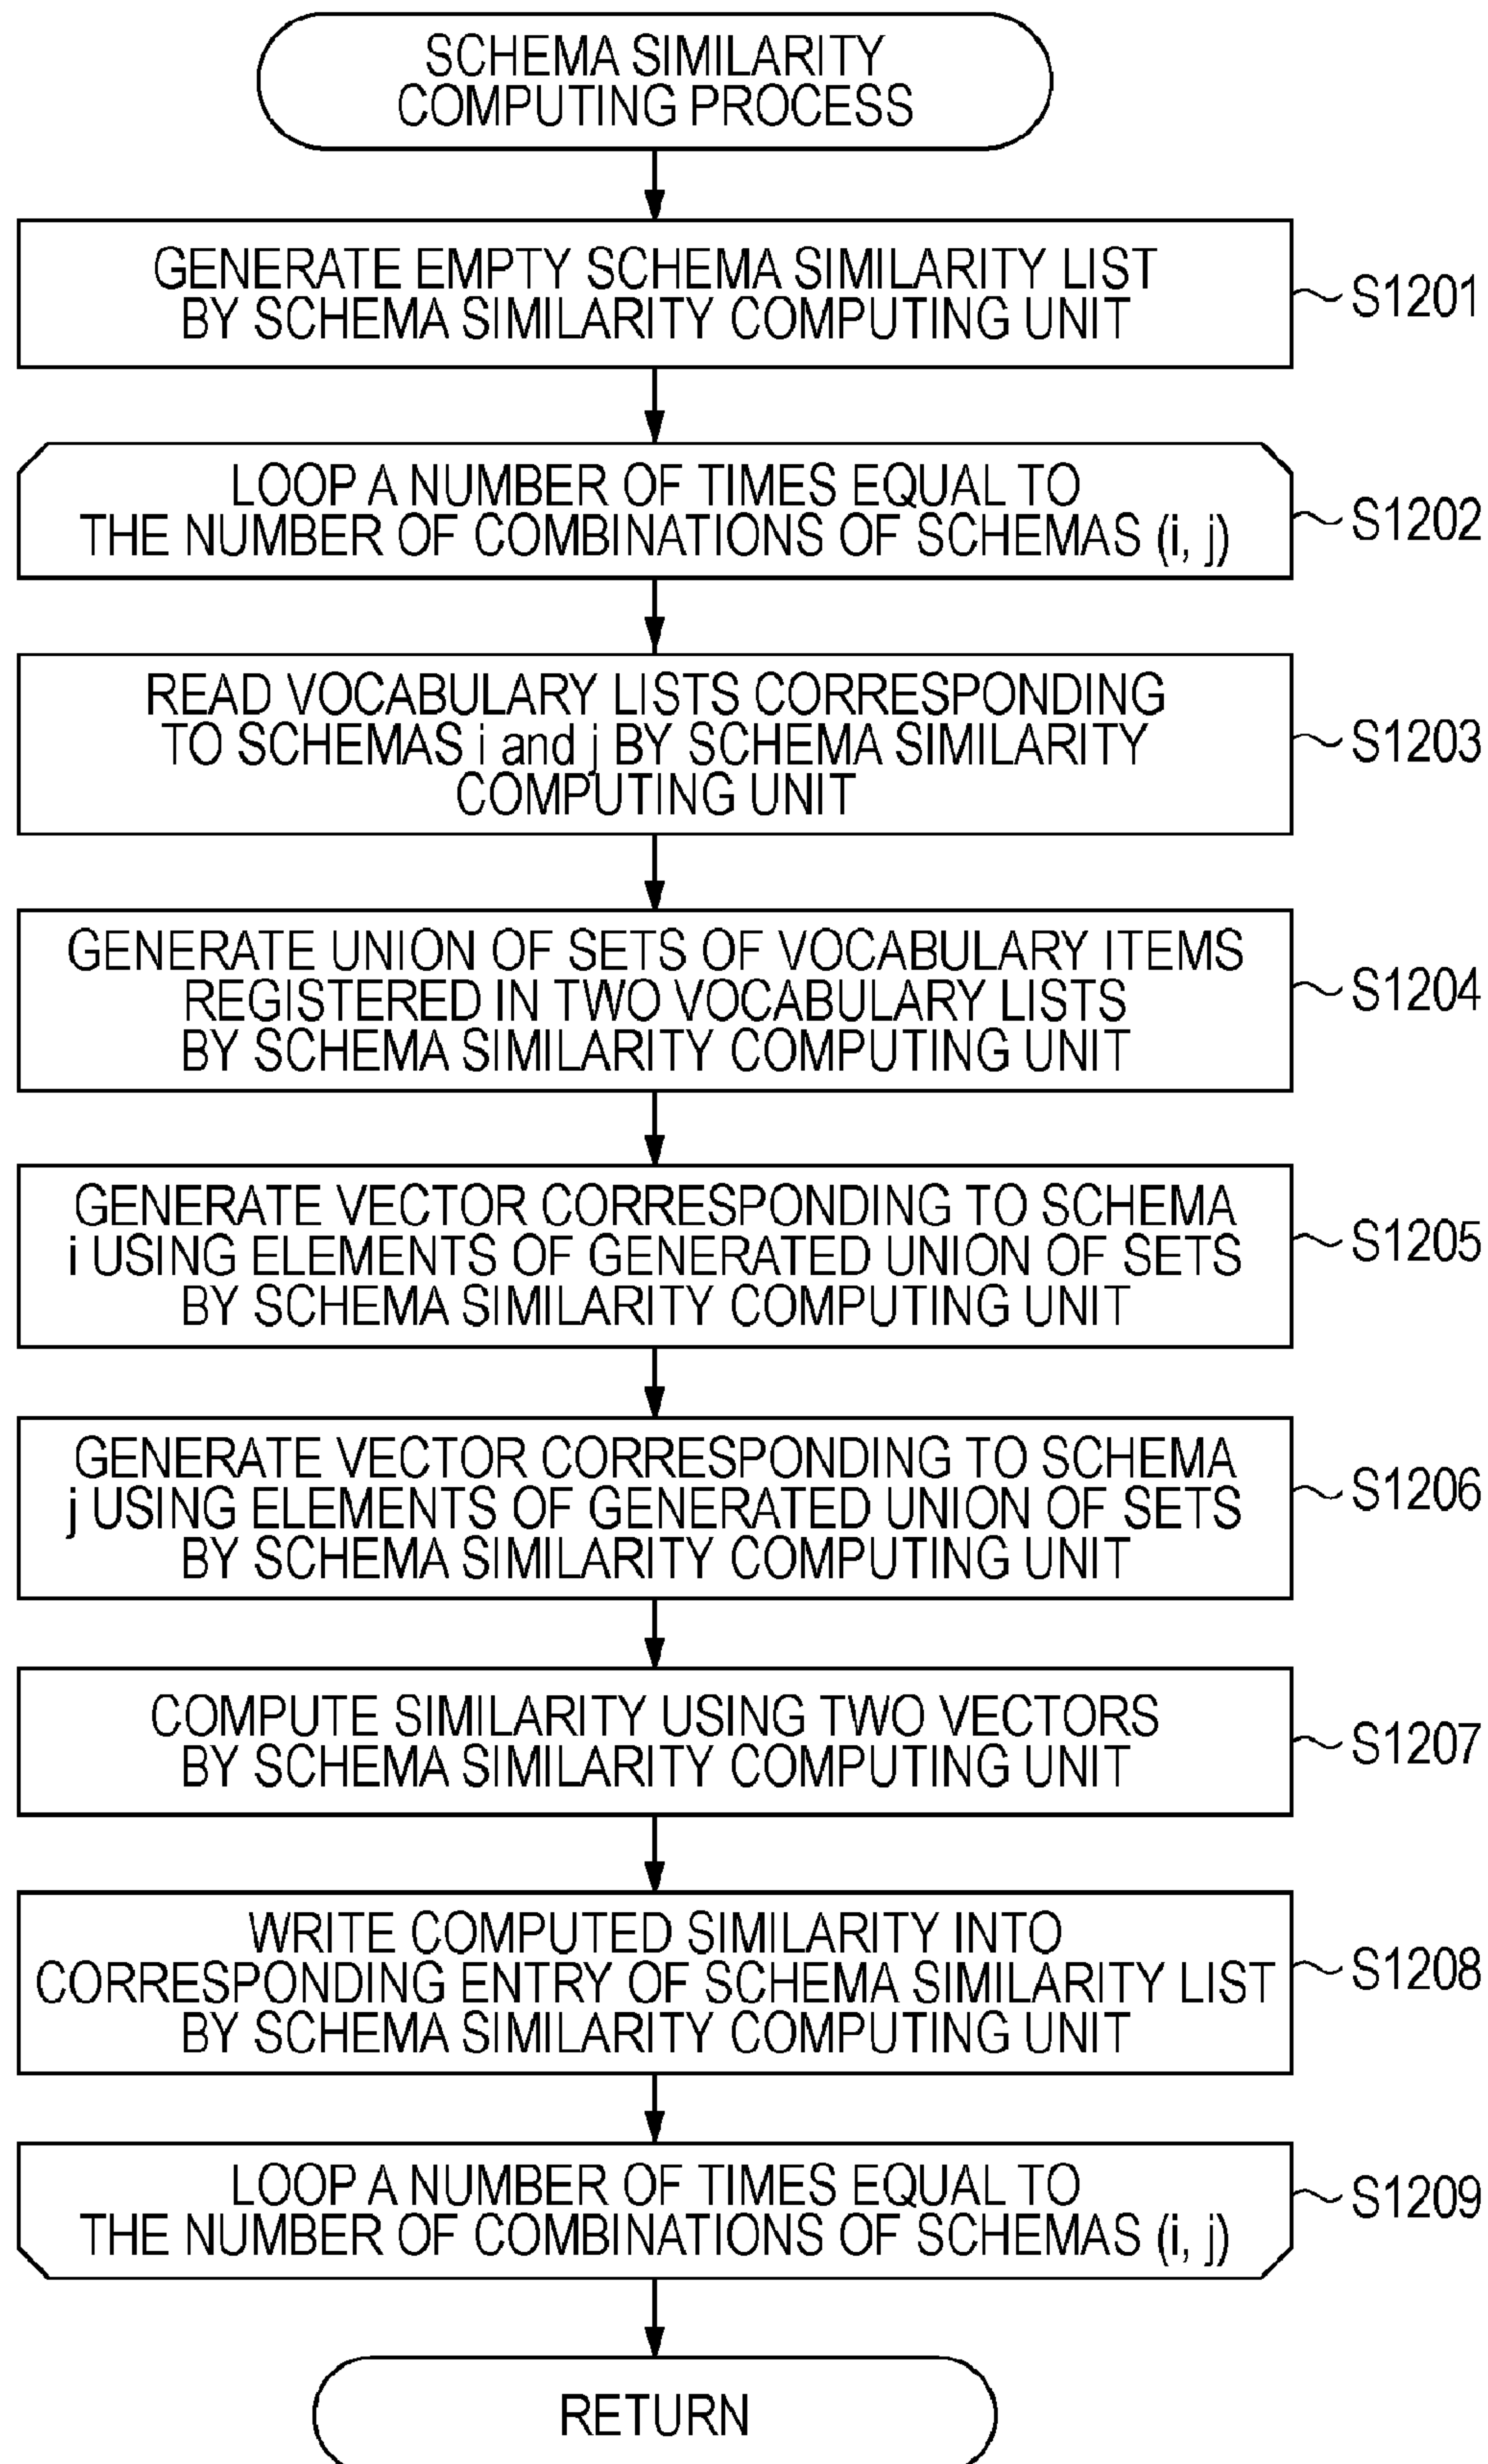 SCHEMA SIMILARITY
COMPUTING PROCESS
GENERATE EMPTY SCHEMA SIMILARITY LIST
BY SCHEMA SIMILARITY COMPUTING UNIT
S1201
LOOP A NUMBER OF TIMES EQUAL TO
THE NUMBER OF COMBINATIONS OF SCHEMAS (i, j)
S1202
READ VOCABULARY LISTS CORRESPONDING
TO SCHEMAS i and j BY SCHEMA SIMILARITY
COMPUTING UNIT
S1203
GENERATE UNION OF SETS OF VOCABULARY ITEMS
REGISTERED IN TWO VOCABULARY LISTS
BY SCHEMA SIMILARITY COMPUTING UNIT
S1204
GENERATE VECTOR CORRESPONDING TO SCHEMA
i USING ELEMENTS OF GENERATED UNION OF SETS
BY SCHEMA SIMILARITY COMPUTING UNIT
S1205
GENERATE VECTOR CORRESPONDING TO SCHEMA
j USING ELEMENTS OF GENERATED UNION OF SETS
BY SCHEMA SIMILARITY COMPUTING UNIT
S1206
COMPUTE SIMILARITY USING TWO VECTORS
BY SCHEMA SIMILARITY COMPUTING UNIT
S1207
WRITE COMPUTED SIMILARITY INTO
CORRESPONDING ENTRY OF SCHEMA SIMILARITY LIST
BY SCHEMA SIMILARITY COMPUTING UNIT
S1208
LOOP A NUMBER OF TIMES EQUAL TO
THE NUMBER OF COMBINATIONS OF SCHEMAS (i, j)
S1209
RETURN